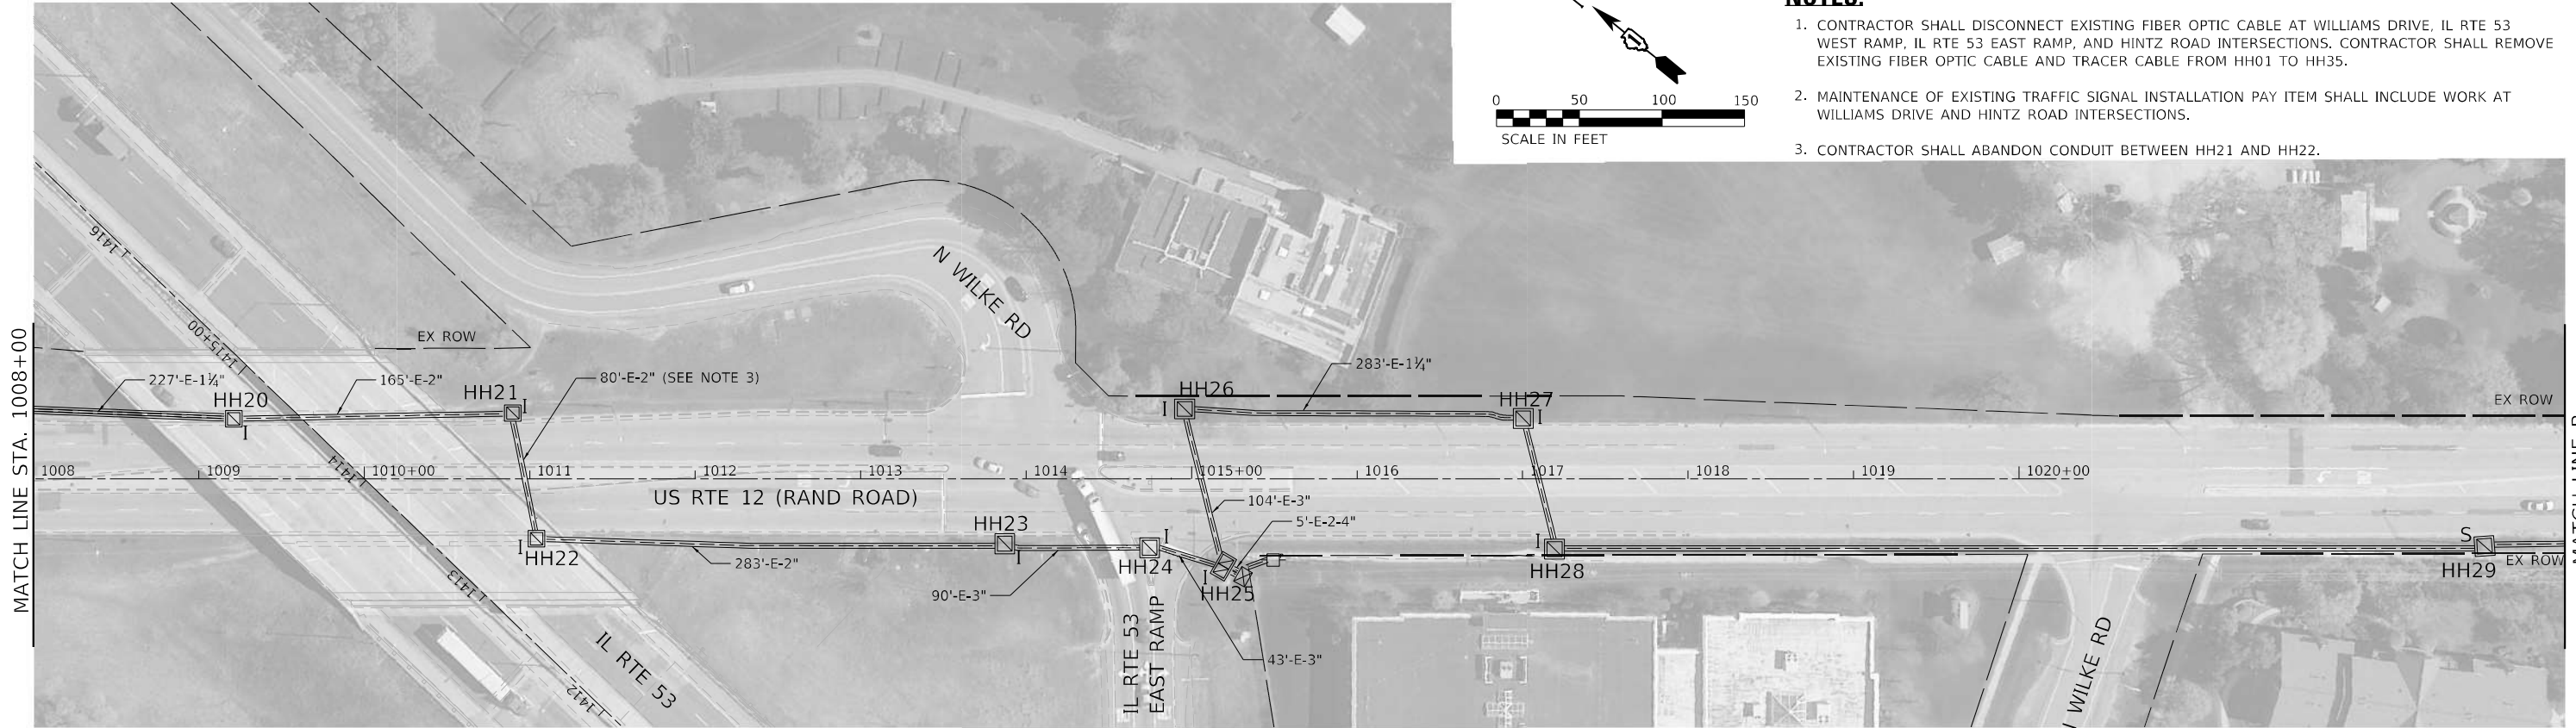 NOTES:
1. CONTRACTOR SHALL DISCONNECT EXISTING FIBER OPTIC CABLE AT WILLIAMS DRIVE, IL RTE 53
WEST RAMP, IL RTE 53 EAST RAMP, AND HINTZ ROAD INTERSECTIONS. CONTRACTOR SHALL REMOVE
EXISTING FIBER OPTIC CABLE AND TRACER CABLE FROM HH01 TO HH35.
2. MAINTENANCE OF EXISTING TRAFFIC SIGNAL INSTALLATION PAY ITEM SHALL INCLUDE WORK AT
WILLIAMS DRIVE AND HINTZ ROAD INTERSECTIONS.
3. CONTRACTOR SHALL ABANDON CONDUIT BETWEEN HH21 AND HH22.
0 50 100 150
SCALE IN FEET
MATCH LINE STA. 1008+00
1416
1415+00
1414
1413
1412
N WILKE RD
EX ROW
227'-E-1¼"
HH20
I
165'-E-2"
HH21
I
80'-E-2" (SEE NOTE 3)
HH26
I
283'-E-1¼"
HH27
I
EX ROW
1008 1009 1010+00 1011 1012 1013 1014 1015+00 1016 1017 1018 1019 1020+00
US RTE 12 (RAND ROAD)
104'-E-3"
5'-E-2-4"
I
HH22
283'-E-2"
HH23
I
90'-E-3"
I
HH24
I
HH25
43'-E-3"
I
HH28
S
HH29
EX ROW
IL RTE 53
IL RTE 53
EAST RAMP
WILKE RD
MATCH LINE